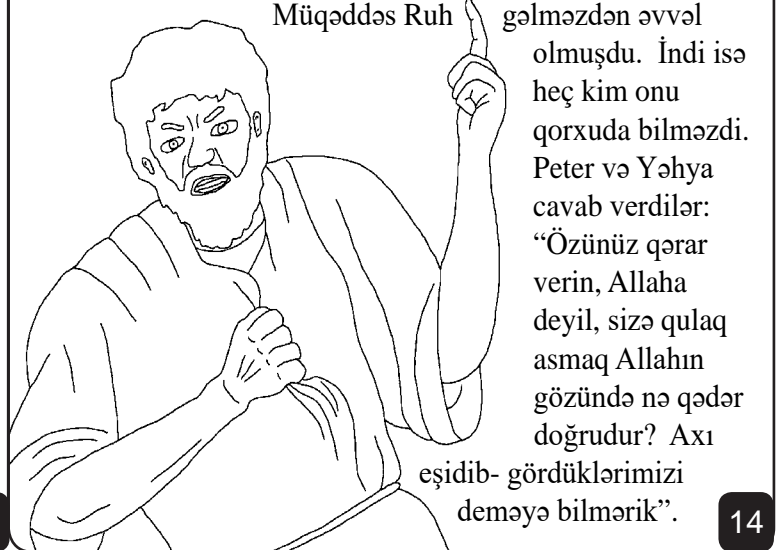 Müqəddəs Ruh gəlməzdən əvvəl
olmuşdu. İndi isə
heç kim onu
qorxuda bilməzdi.
Peter və Yəhya
cavab verdilər:
“Özünüz qərar
verin, Allaha
deyil, sizə qulaq
asmaq Allahın
gözündə nə qədər
doğrudur? Axı
eşidib- gördüklərimizi
deməyə bilmərik”.
14